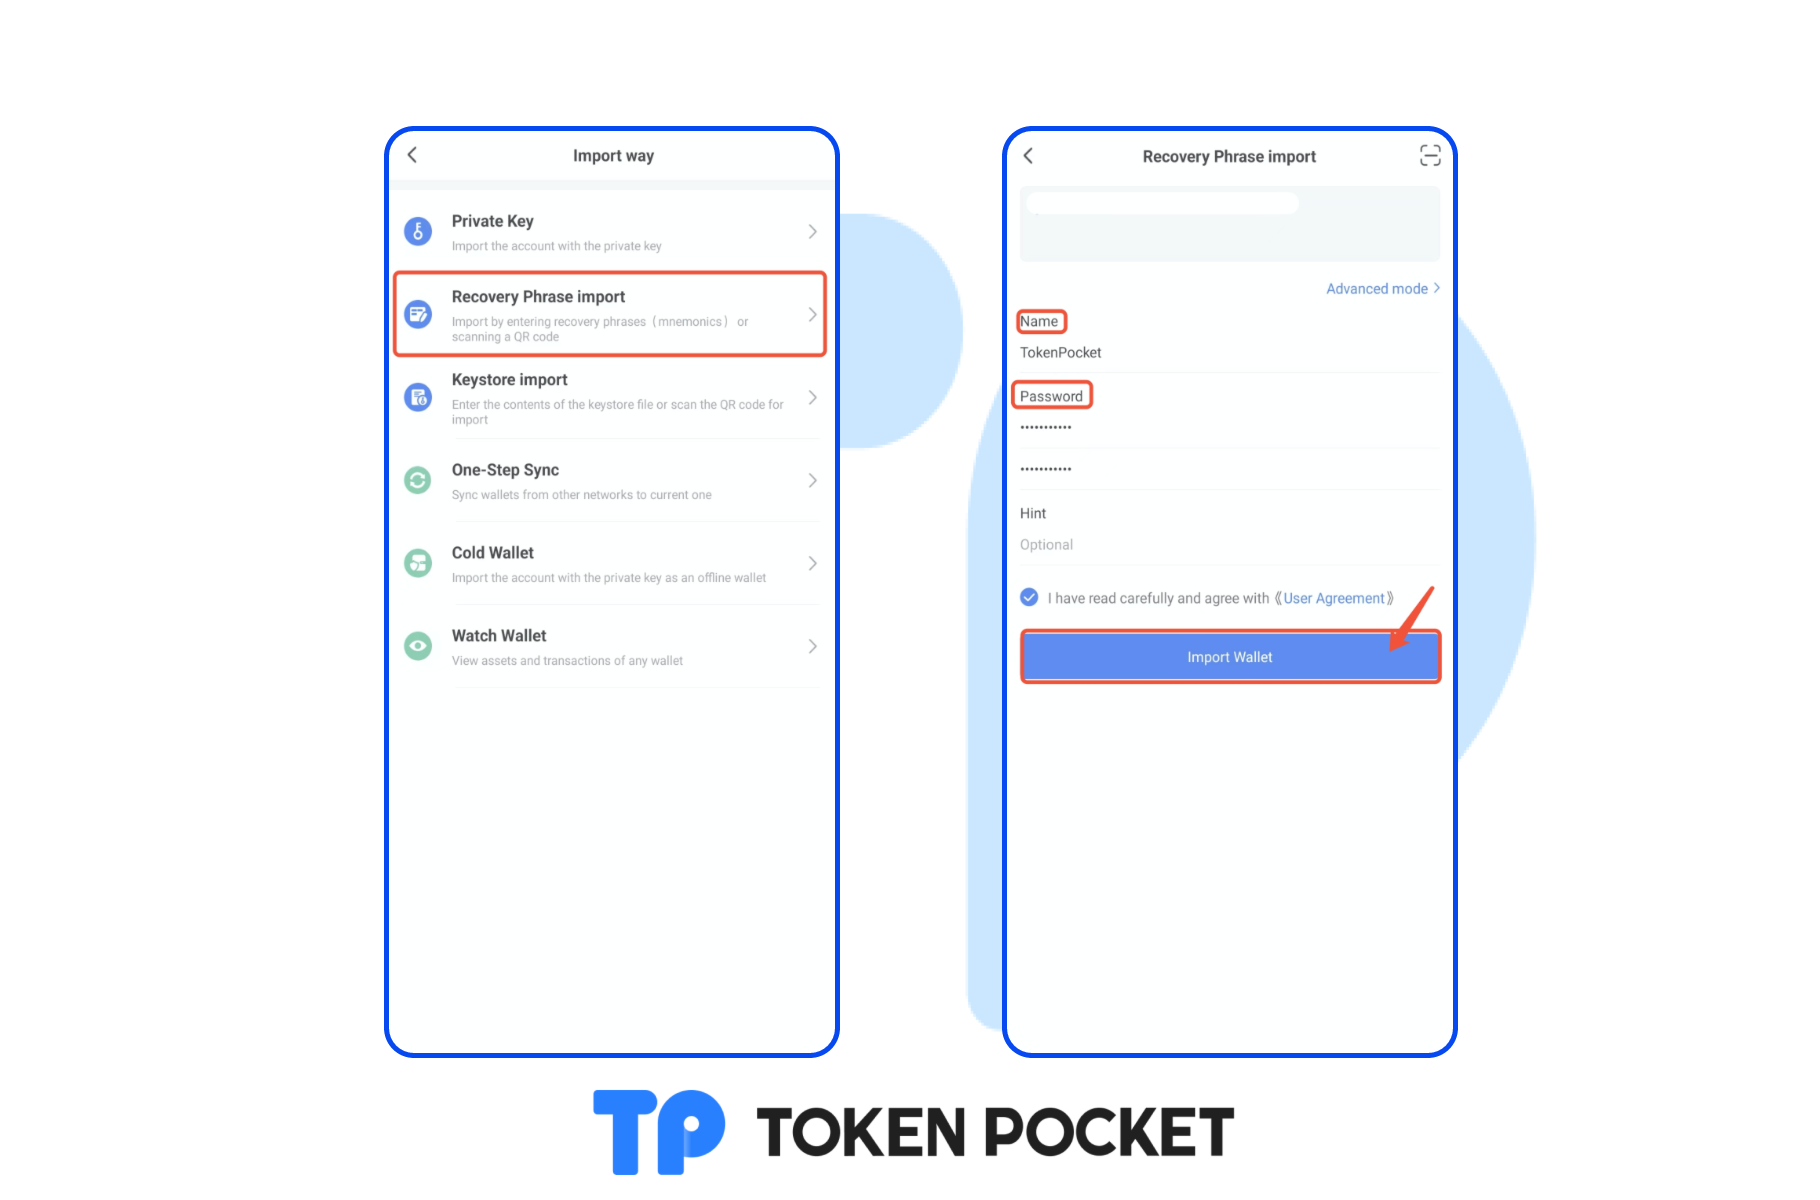 Import way
Private Key
Import the account with the private key
Recovery Phrase import
Import by entering recovery phrases（mnemonics） or
scanning a QR code
Keystore import
Enter the contents of the keystore file or scan the QR code for
import
One-Step Sync
Sync wallets from other networks to current one
Cold Wallet
Import the account with the private key as an offline wallet
Watch Wallet
View assets and transactions of any wallet
Recovery Phrase import
Advanced mode
Name
TokenPocket
Password
•••••••••••
•••••••••••
Hint
Optional
I have read carefully and agree with《User Agreement》
Import Wallet
TP TOKEN POCKET